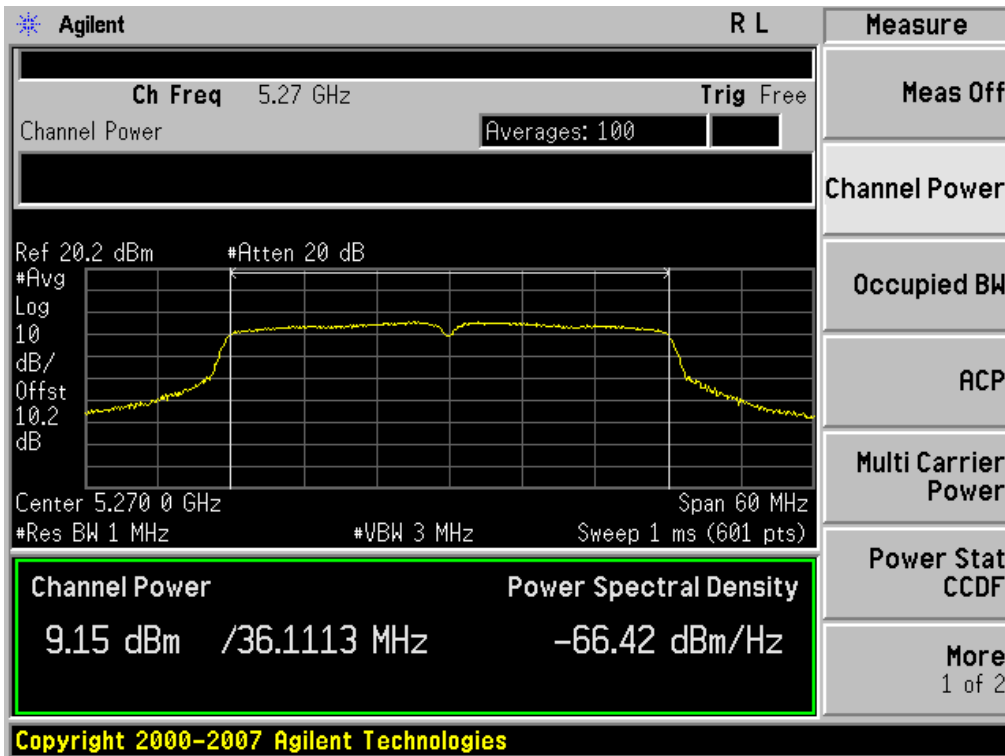 Agilent R L Measure
Ch Freq 5.27 GHz Trig Free
Meas Off
Channel Power Averages: 100
Channel Power
Ref 20.2 dBm #Atten 20 dB
#Avg
Log
10
dB/
Offst
10.2
dB
Occupied BW
ACP
Center 5.270 0 GHz Span 60 MHz
#Res BW 1 MHz #VBW 3 MHz Sweep 1 ms (601 pts)
Multi Carrier
Power
Channel Power Power Spectral Density
9.15 dBm /36.1113 MHz -66.42 dBm/Hz
Power Stat
CCDF
More
1 of 2
Copyright 2000-2007 Agilent Technologies